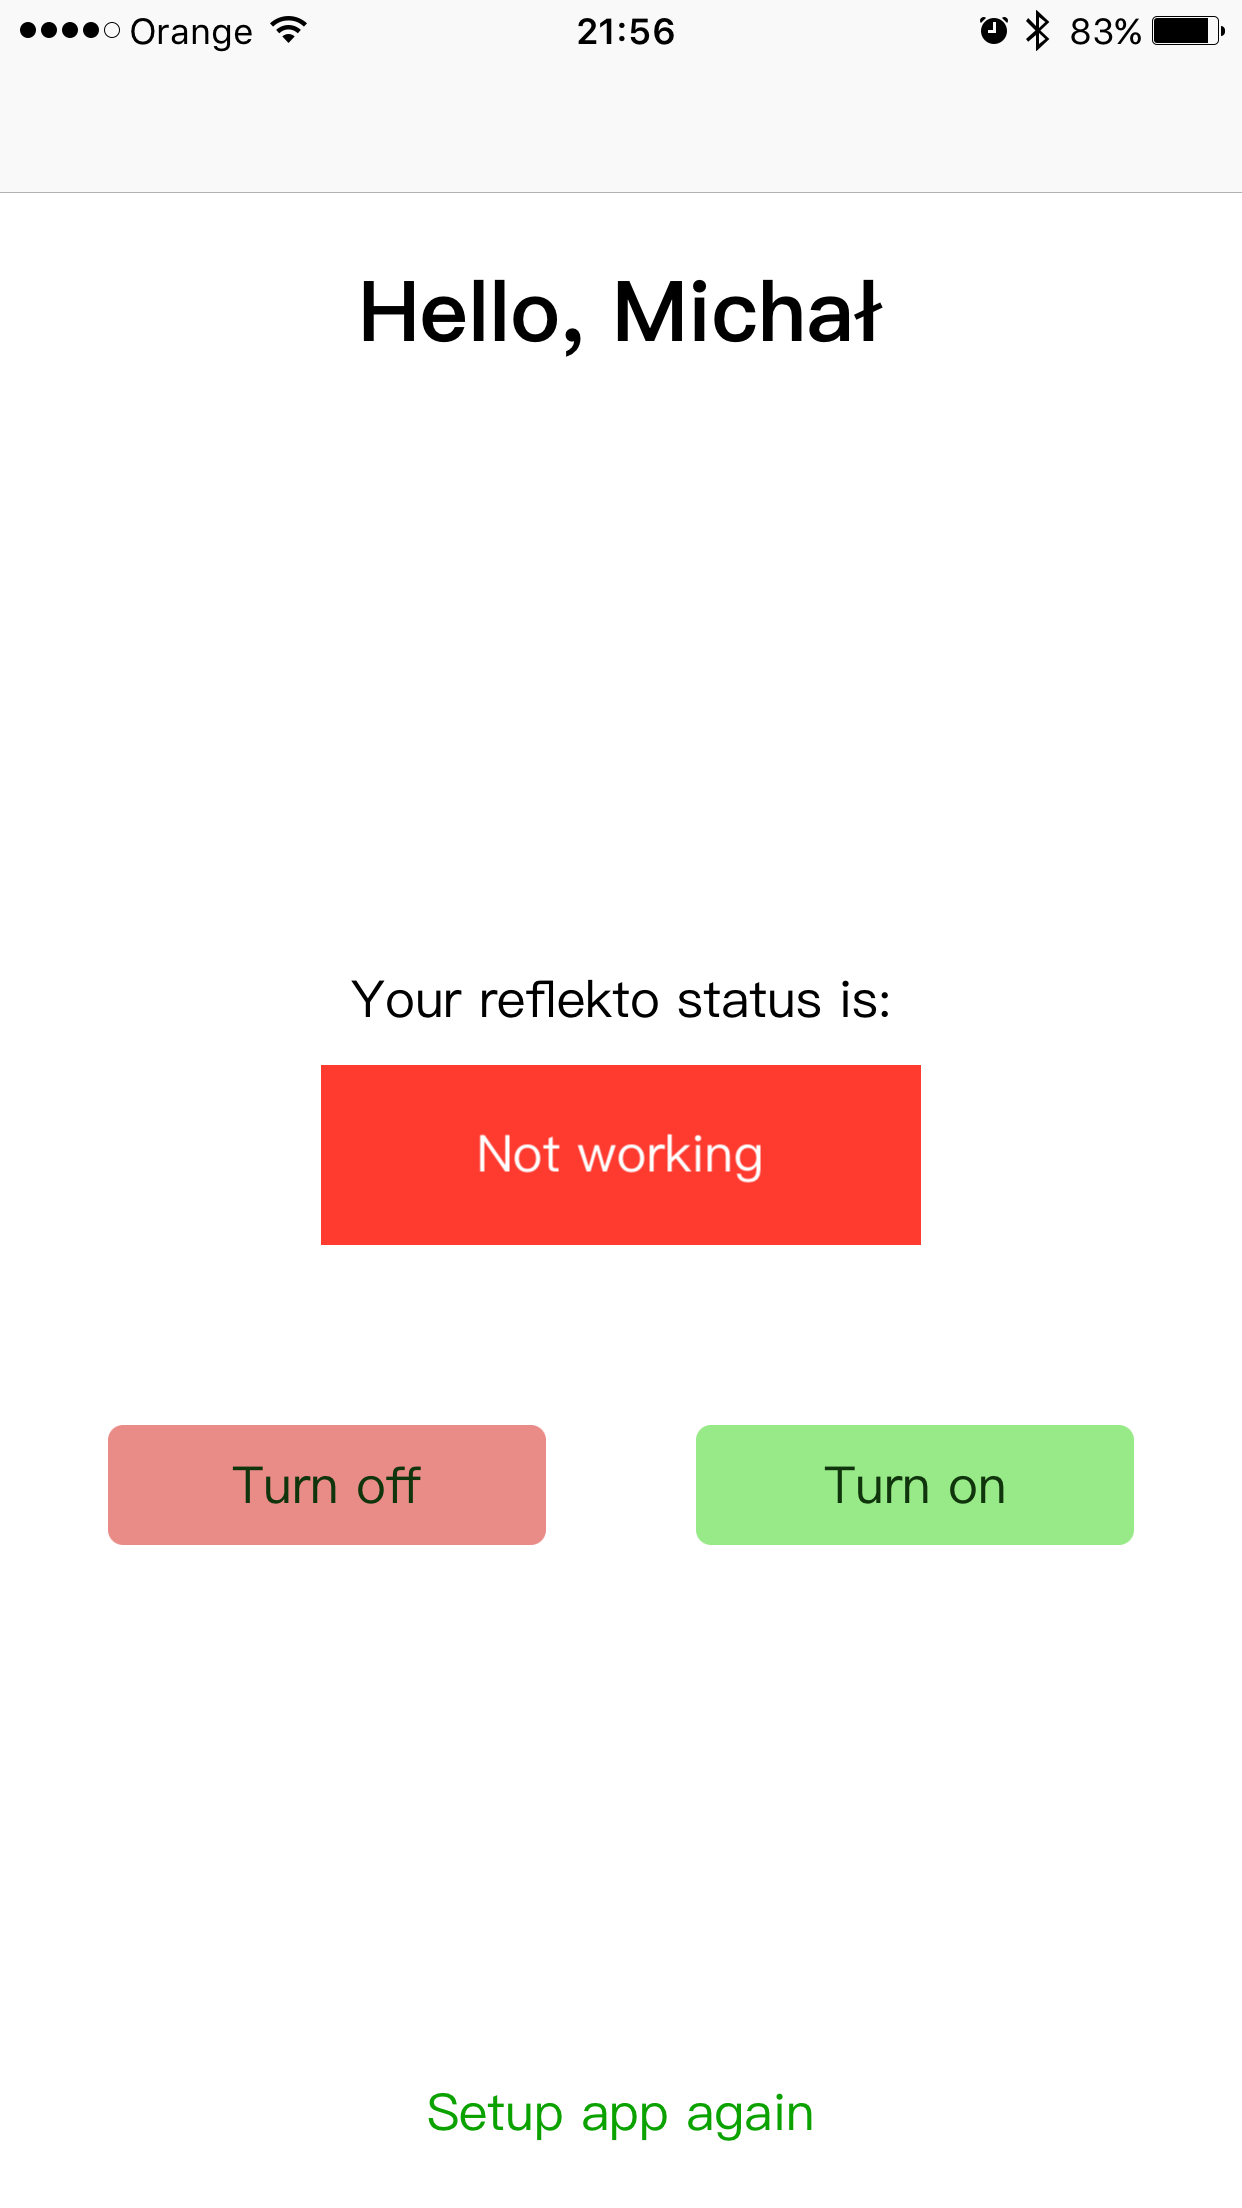 Orange 21:56 83%
Hello, Michał
Your reflekto status is:
Not working
Turn off Turn on
Setup app again